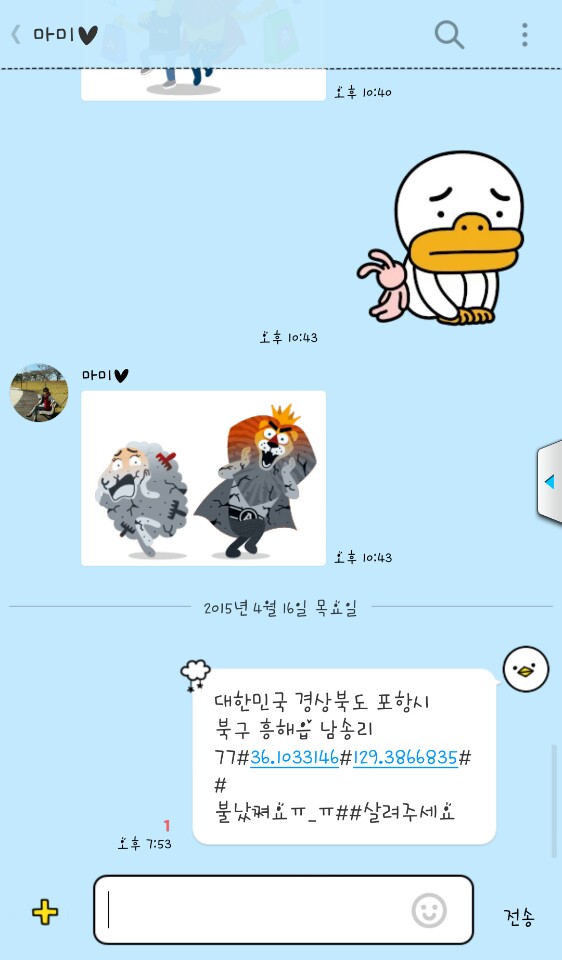 마미♥
오후 10:40
오후 10:43
마미♥
오후 10:43
2015년 4월 16일 목요일
대한민국 경상북도 포항시
북구 흥해읍 남송리
77#36.1033146#129.3866835#
#
불났쪄요ㅠ_ㅠ##살려주세요
1
오후 7:53
전송